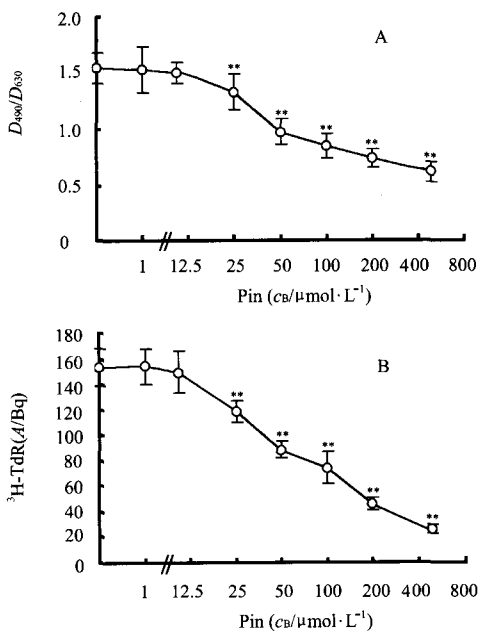 A
2.0
1.5
1.0
0.5
0
D490/D630
** ** ** ** **
1 12.5 25 50 100 200 400 800
Pin (cB/μmol·L⁻¹)
B
180
160
140
120
100
80
60
40
20
0
³H-TdR(A/Bq)
** ** ** ** **
1 12.5 25 50 100 200 400 800
Pin (cB/μmol·L⁻¹)